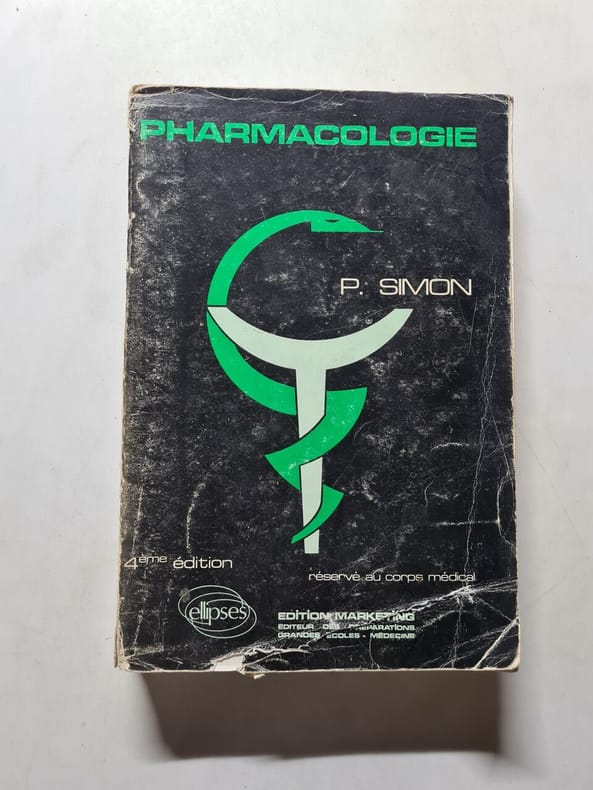 PHARMACOLOGIE
P. SIMON
4ème édition
réservé au corps médical
ellipses
EDITION MARKETING
EDITEUR DES PREPARATIONS
GRANDES ECOLES - MEDECINE